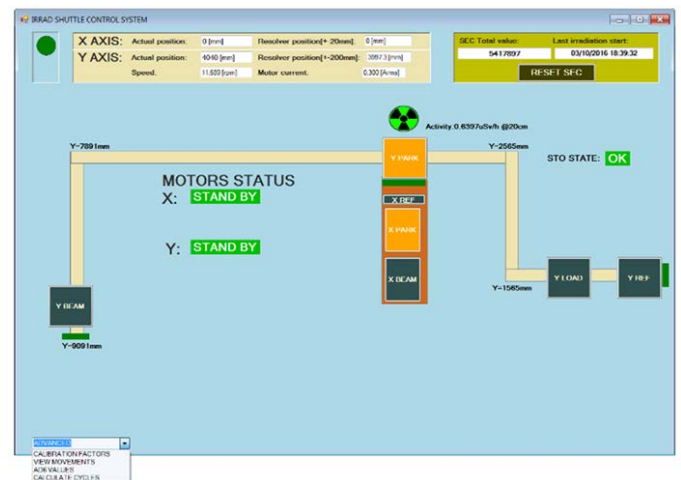 IRRAD SHUTTLE CONTROL SYSTEM
X AXIS: Actual position: 0 [mm] Resolver position[+-20mm]: 0 [mm]
Y AXIS: Actual position: 4040 [mm] Resolver position[+-200mm]: 3997.3 [mm]
Speed: [rpm] Motor current: 0.300 [Arms]
SEC Total value: Last irradiation start:
5417897 03/10/2016 18:39:32
RESET SEC
Activity:0.6397uSv/h @20cm
Y-7891mm
Y PARK
Y-2565mm
STO STATE: OK
MOTORS STATUS
X: STAND BY
X REF
X PARK
Y: STAND BY
X BEAM
Y LOAD
Y REF
Y-1565mm
Y BEAM
Y-9091mm
ADVANCED
CALIBRATION FACTORS
VIEW MOVEMENTS
VALUES
CALCULATE CYCLES